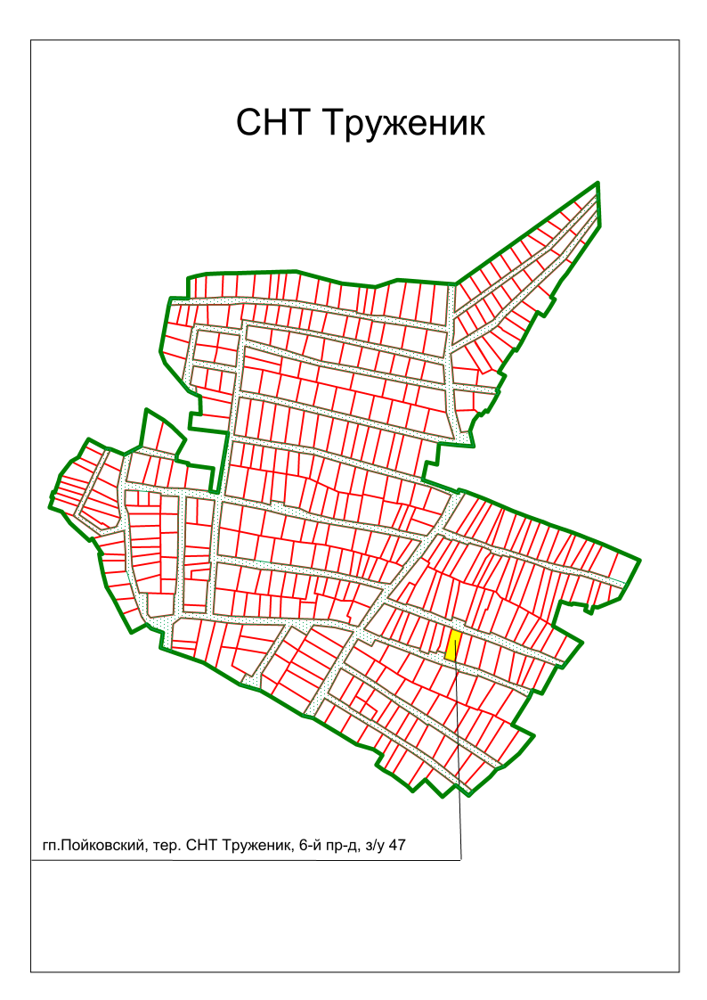 СНТ Труженик
гп.Пойковский, тер. СНТ Труженик, 6-й пр-д, з/у 47